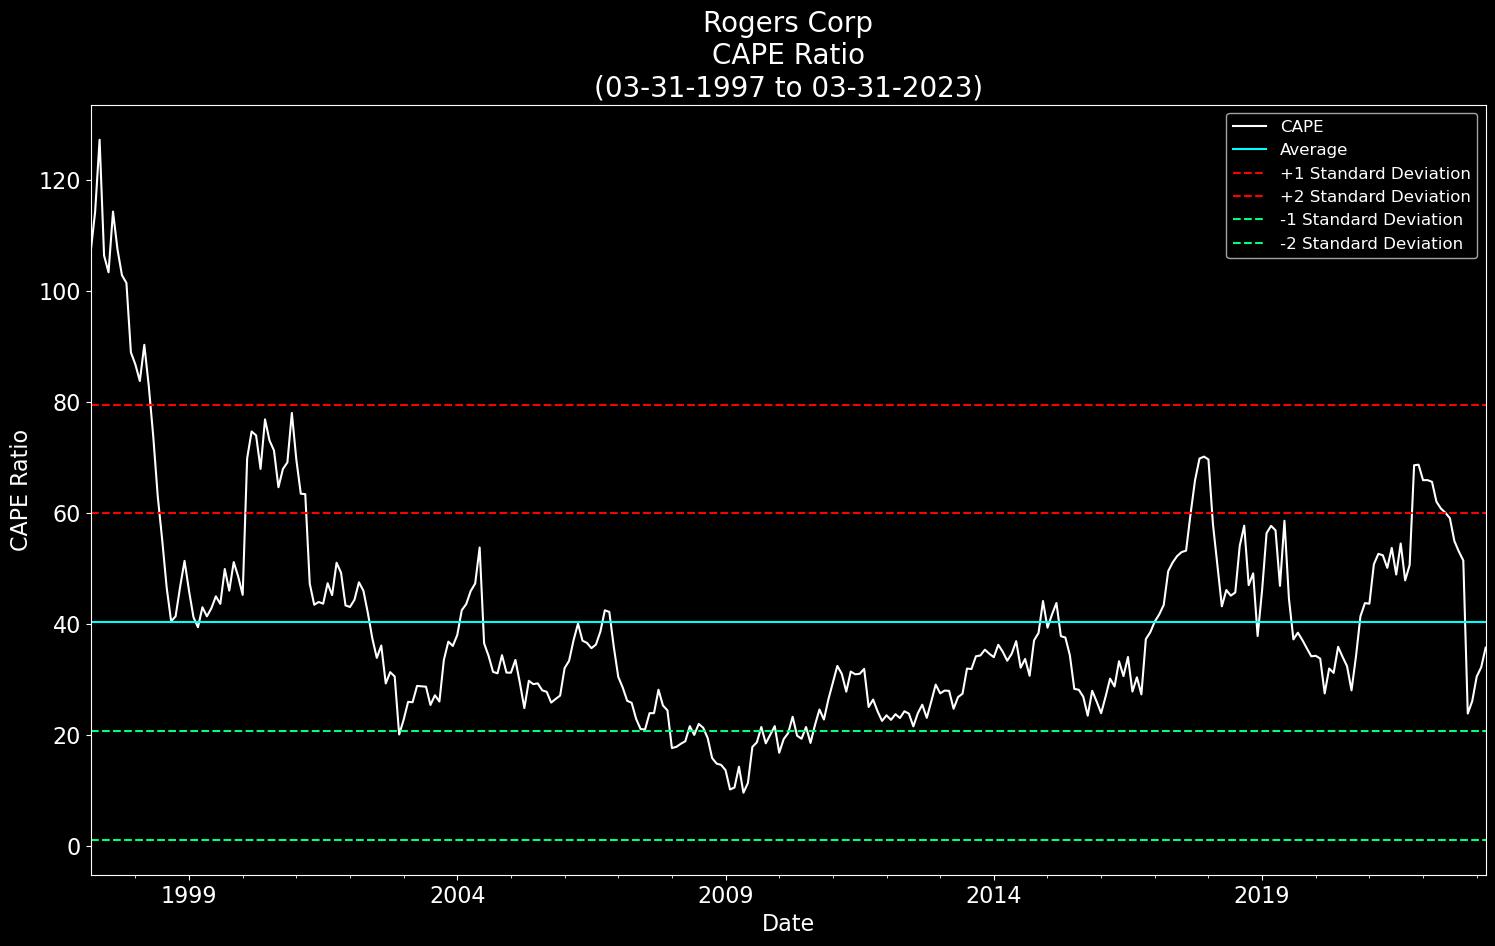 Rogers Corp
CAPE Ratio
(03-31-1997 to 03-31-2023)
CAPE
Average
+1 Standard Deviation
+2 Standard Deviation
-1 Standard Deviation
-2 Standard Deviation
CAPE Ratio
120
100
80
60
40
20
0
1999
2004
2009
2014
2019
Date